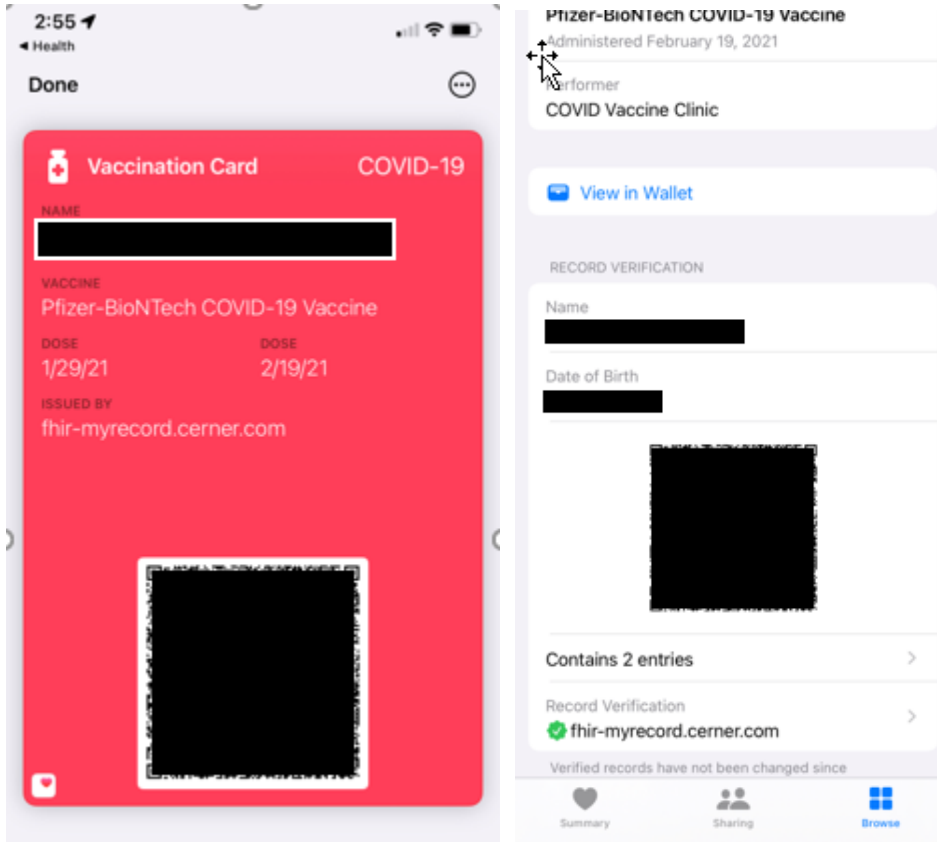 2:55
Health
Done
Vaccination Card COVID-19
NAME
VACCINE
Pfizer-BioNTech COVID-19 Vaccine
DOSE DOSE
1/29/21 2/19/21
ISSUED BY
fhir-myrecord.cerner.com
Pfizer-BioNTech COVID-19 Vaccine
Administered February 19, 2021
Performer
COVID Vaccine Clinic
View in Wallet
RECORD VERIFICATION
Name
Date of Birth
Contains 2 entries
Record Verification
fhir-myrecord.cerner.com
Verified records have not been changed since
Summary Sharing Browse